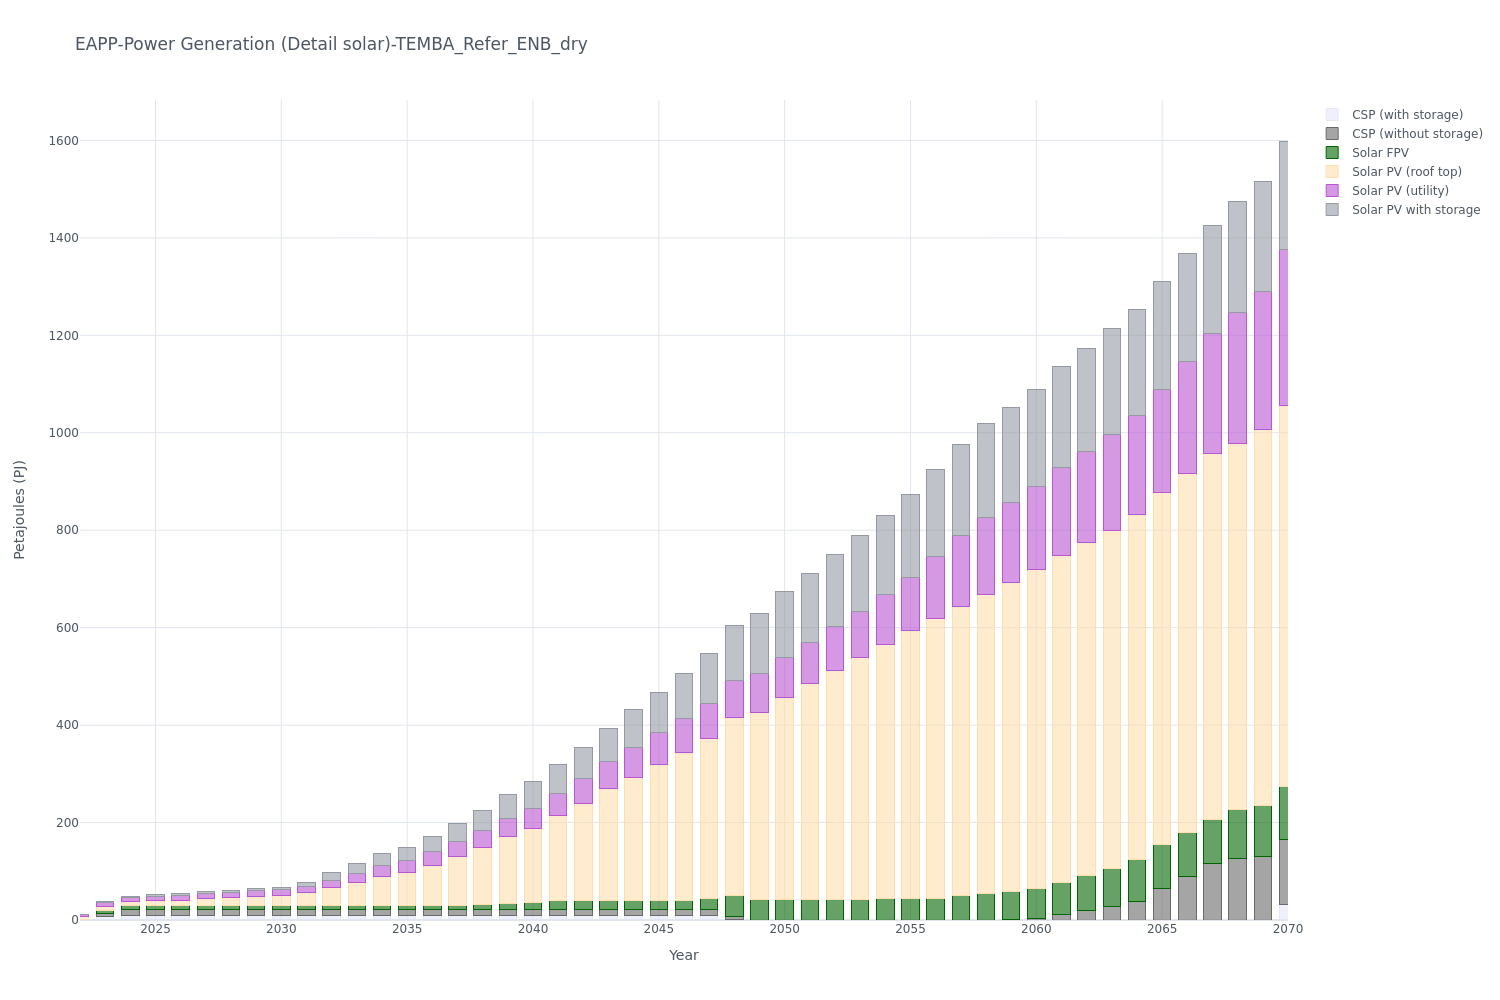 EAPP-Power Generation (Detail solar)-TEMBA_Refer_ENB_dry
CSP (with storage)
CSP (without storage)
Solar FPV
Solar PV (roof top)
Solar PV (utility)
Solar PV with storage
Petajoules (PJ)
1600
1400
1200
1000
800
600
400
200
0
2025 2030 2035 2040 2045 2050 2055 2060 2065 2070
Year